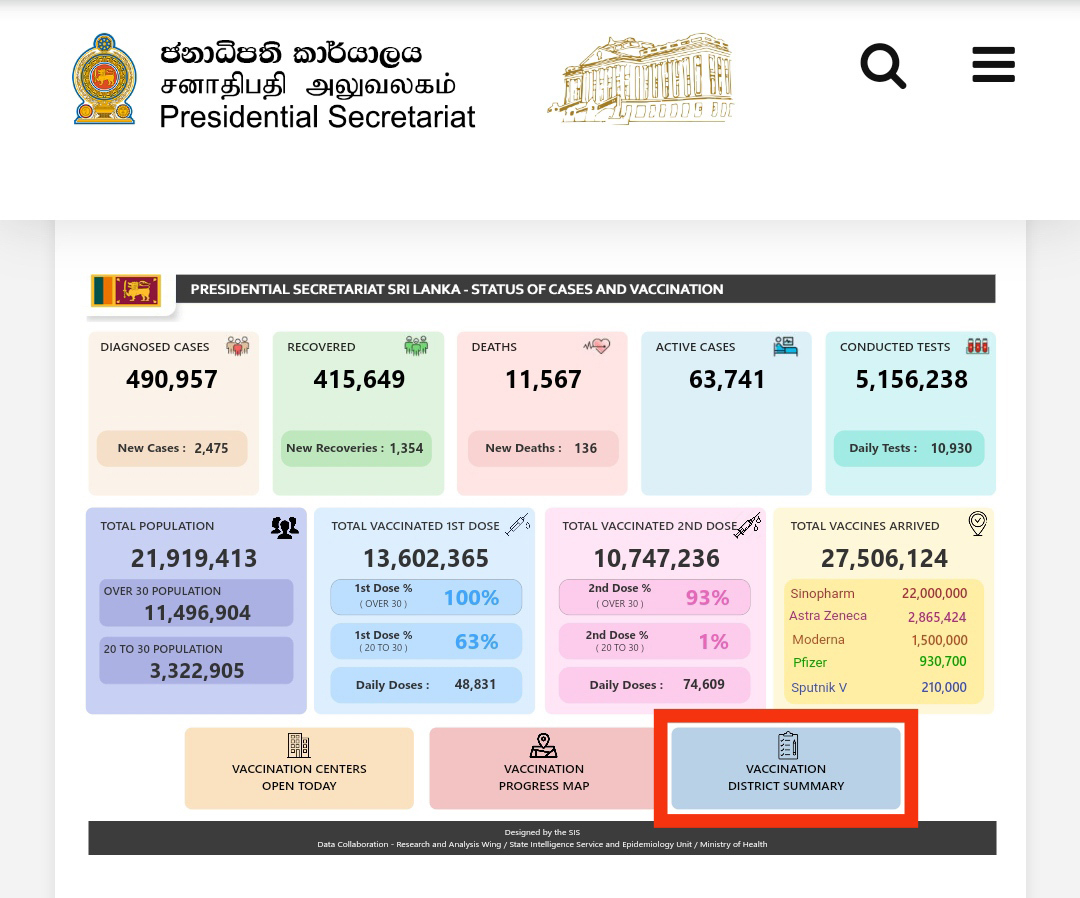 ජනාධිපති කාර්යාලය
சனாதிபதி அலுவலகம்
Presidential Secretariat
PRESIDENTIAL SECRETARIAT SRI LANKA - STATUS OF CASES AND VACCINATION
DIAGNOSED CASES
490,957
New Cases : 2,475
RECOVERED
415,649
New Recoveries : 1,354
DEATHS
11,567
New Deaths : 136
ACTIVE CASES
63,741
CONDUCTED TESTS
5,156,238
Daily Tests : 10,930
TOTAL POPULATION
21,919,413
OVER 30 POPULATION
11,496,904
20 TO 30 POPULATION
3,322,905
TOTAL VACCINATED 1ST DOSE
13,602,365
1st Dose % 100%
( OVER 30 )
1st Dose % 63%
( 20 TO 30 )
Daily Doses : 48,831
TOTAL VACCINATED 2ND DOSE
10,747,236
2nd Dose % 93%
( OVER 30 )
2nd Dose % 1%
( 20 TO 30 )
Daily Doses : 74,609
TOTAL VACCINES ARRIVED
27,506,124
Sinopharm 22,000,000
Astra Zeneca 2,865,424
Moderna 1,500,000
Pfizer 930,700
Sputnik V 210,000
VACCINATION CENTERS
OPEN TODAY
VACCINATION
PROGRESS MAP
VACCINATION
DISTRICT SUMMARY
Designed by the SIS
Data Collaboration - Research and Analysis Wing / State Intelligence Service and Epidemiology Unit / Ministry of Health